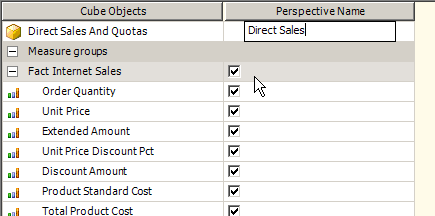 Cube Objects Perspective Name
Direct Sales And Quotas Direct Sales
Measure groups
Fact Internet Sales
Order Quantity
Unit Price
Extended Amount
Unit Price Discount Pct
Discount Amount
Product Standard Cost
Total Product Cost